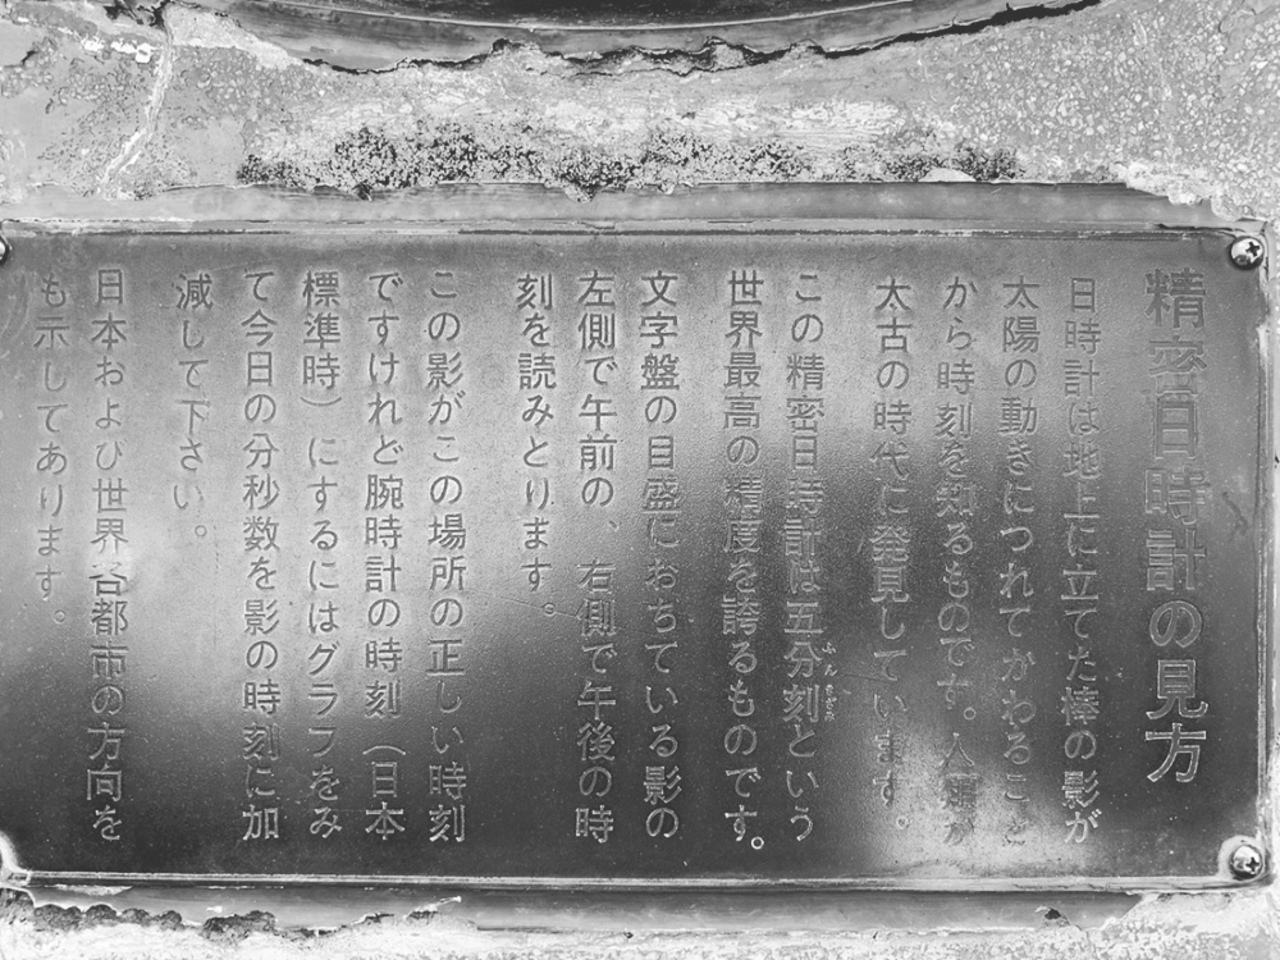 精密日時計の見方
日時計は地上に立てた棒の影が
太陽の動きにつれてかわること
から時刻を知るものです。人類が
太古の時代に発見しています。
この精密日時計は五分刻という
ふんきざみ
世界最高の精度を誇るものです。
文字盤の目盛におちている影の
左側で午前の、右側で午後の時
刻を読みとります。
この影がこの場所の正しい時刻
ですけれど腕時計の時刻（日本
標準時）にするにはグラフをみ
て今日の分秒数を影の時刻に加
減して下さい。
日本および世界各都市の方向を
も示してあります。